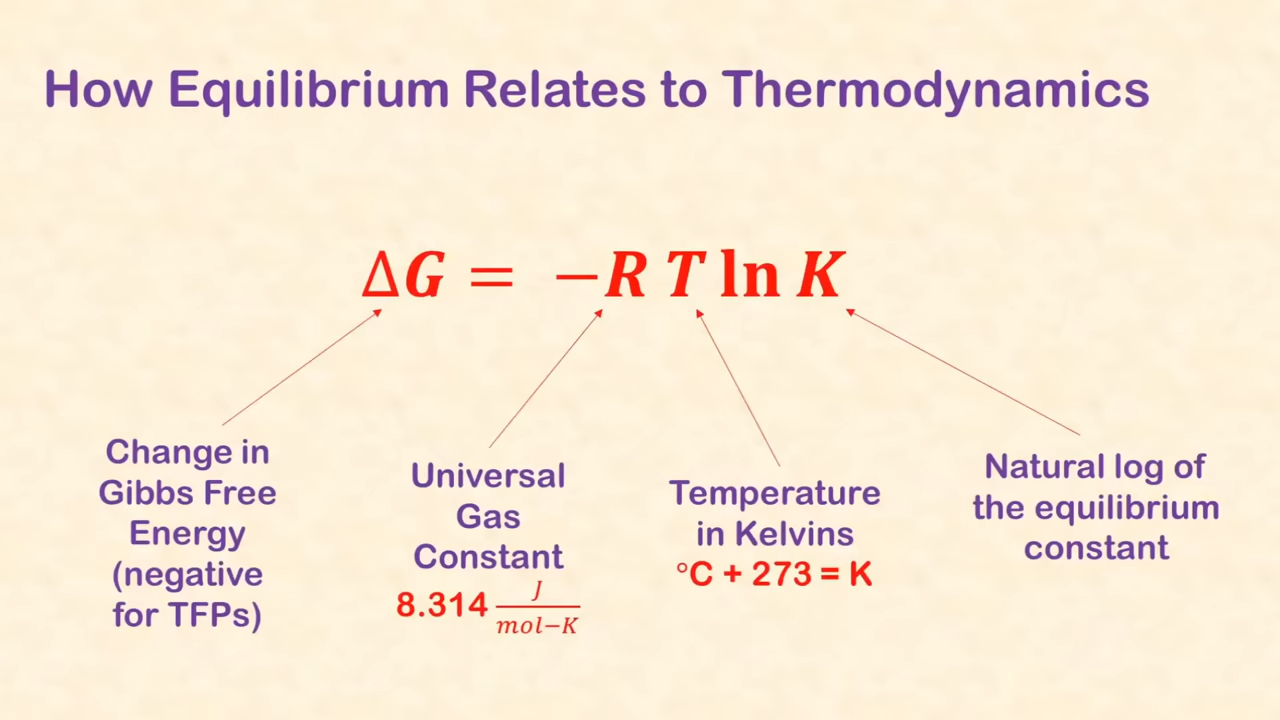 How Equilibrium Relates to Thermodynamics
ΔG = −R T ln K
Change in
Gibbs Free
Energy
(negative
for TFPs)
Universal
Gas
Constant
8.314 J/mol−K
Temperature
in Kelvins
°C + 273 = K
Natural log of
the equilibrium
constant